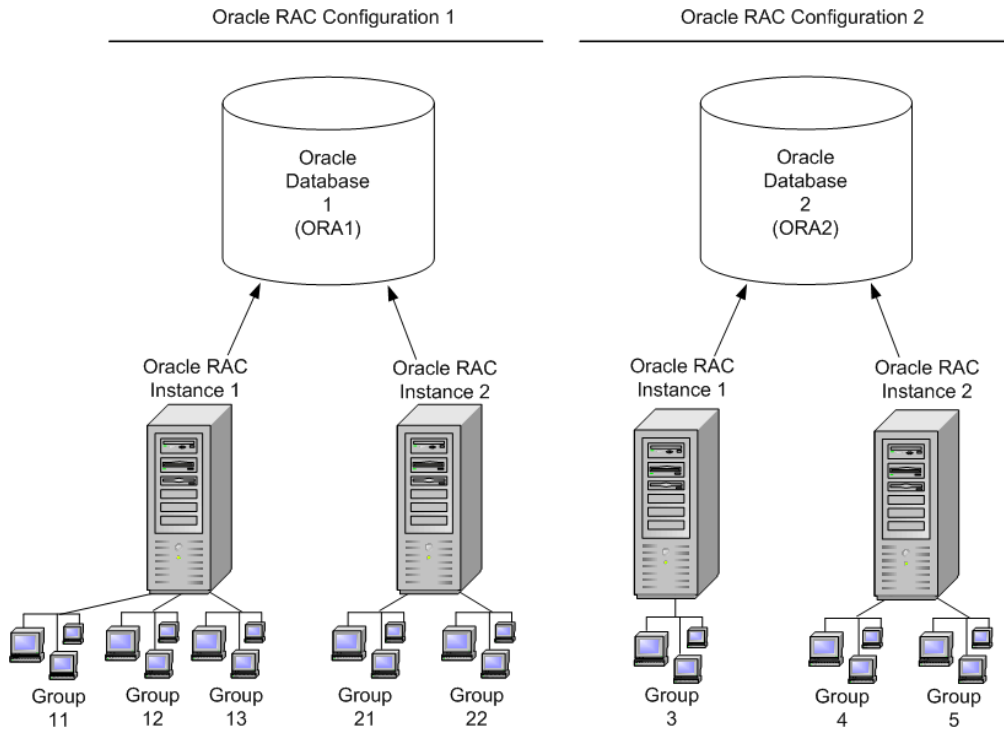 Oracle RAC Configuration 1
Oracle RAC Configuration 2
Oracle
Database
1
(ORA1)
Oracle
Database
2
(ORA2)
Oracle RAC
Instance 1
Oracle RAC
Instance 2
Oracle RAC
Instance 1
Oracle RAC
Instance 2
Group
11
Group
12
Group
13
Group
21
Group
22
Group
3
Group
4
Group
5